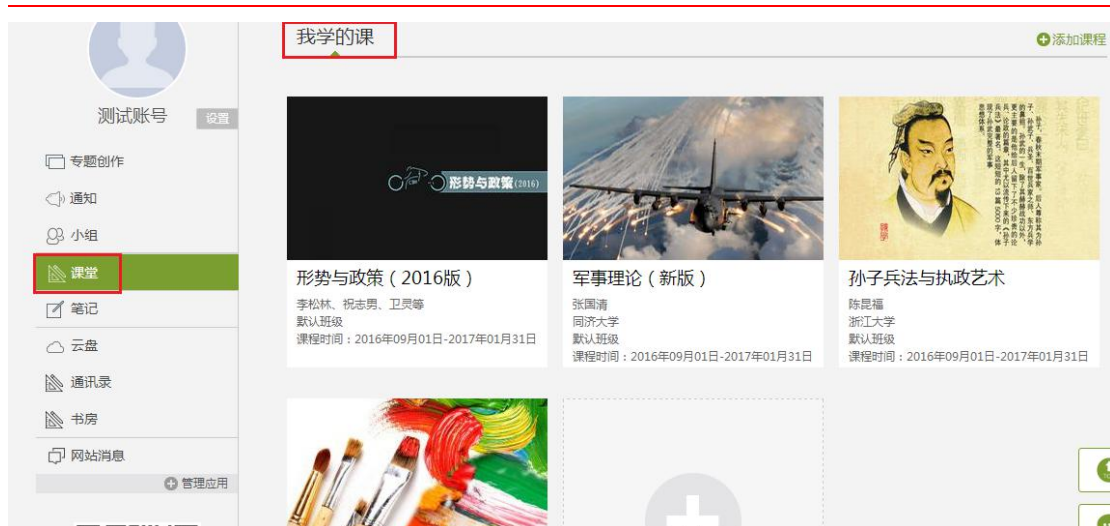 我学的课
添加课程
测试账号
设置
专题创作
通知
小组
课堂
笔记
云盘
通讯录
书房
网站消息
管理应用
形势与政策(2016)
形势与政策（2016版）
李松林、祝志男、卫灵等
默认班级
课程时间：2016年09月01日-2017年01月31日
军事理论（新版）
张国清
同济大学
默认班级
课程时间：2016年09月01日-2017年01月31日
孙子兵法与执政艺术
陈昆福
浙江大学
默认班级
课程时间：2016年09月01日-2017年01月31日